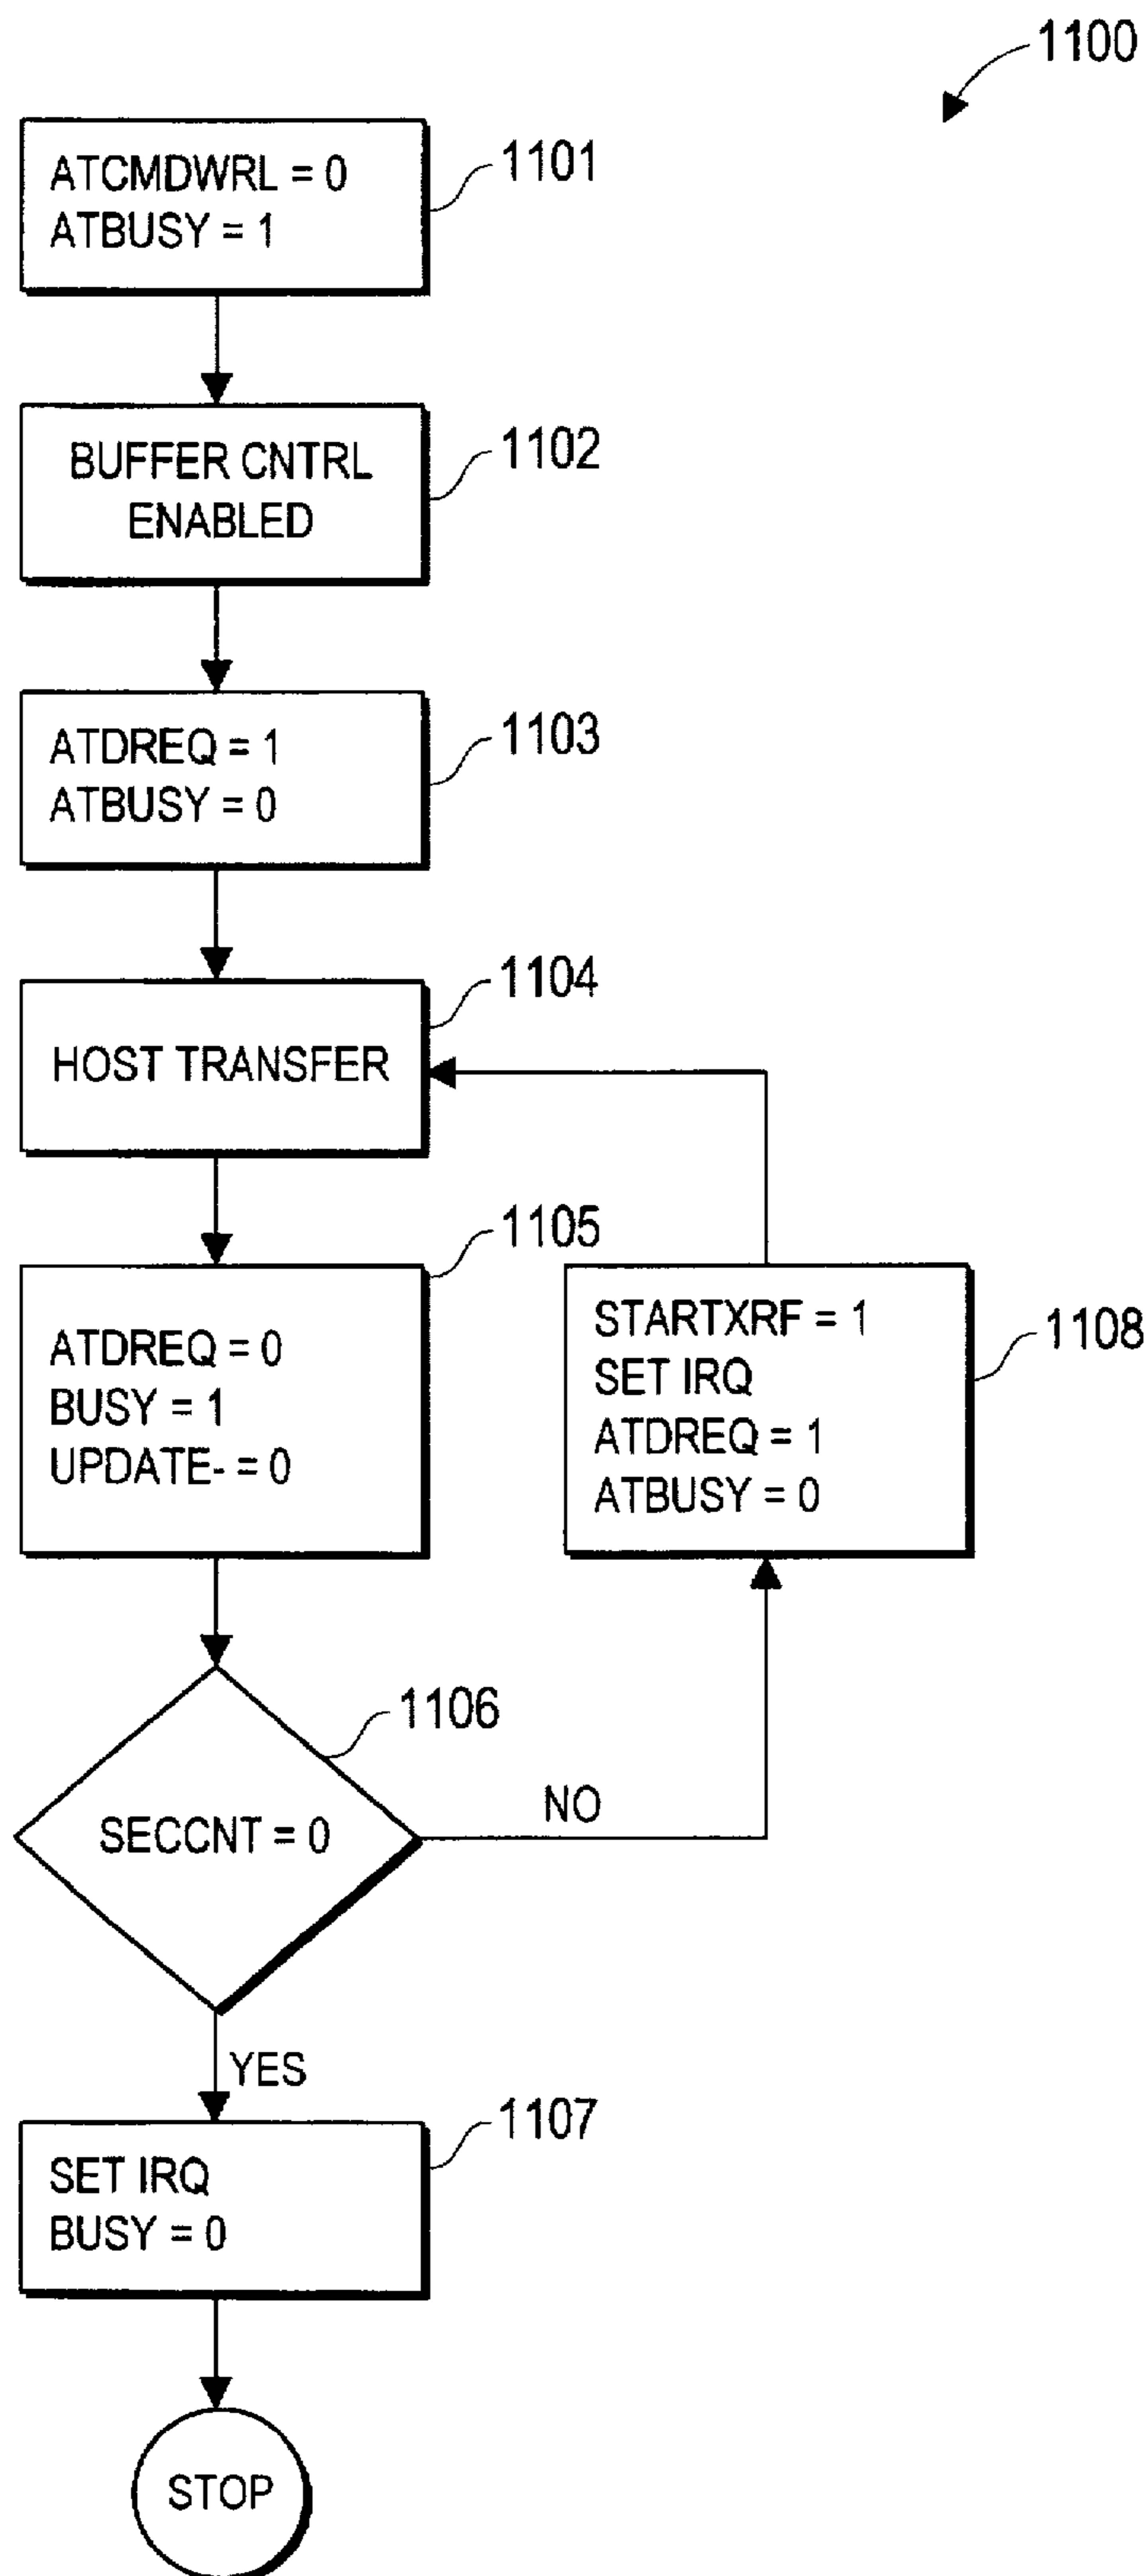 1100
ATCMDWRL = 0
ATBUSY = 1
1101
BUFFER CNTRL
ENABLED
1102
ATDREQ = 1
ATBUSY = 0
1103
HOST TRANSFER
1104
ATDREQ = 0
BUSY = 1
UPDATE- = 0
1105
STARTXRF = 1
SET IRQ
ATDREQ = 1
ATBUSY = 0
1108
SECCNT = 0
1106
NO
YES
SET IRQ
BUSY = 0
1107
STOP